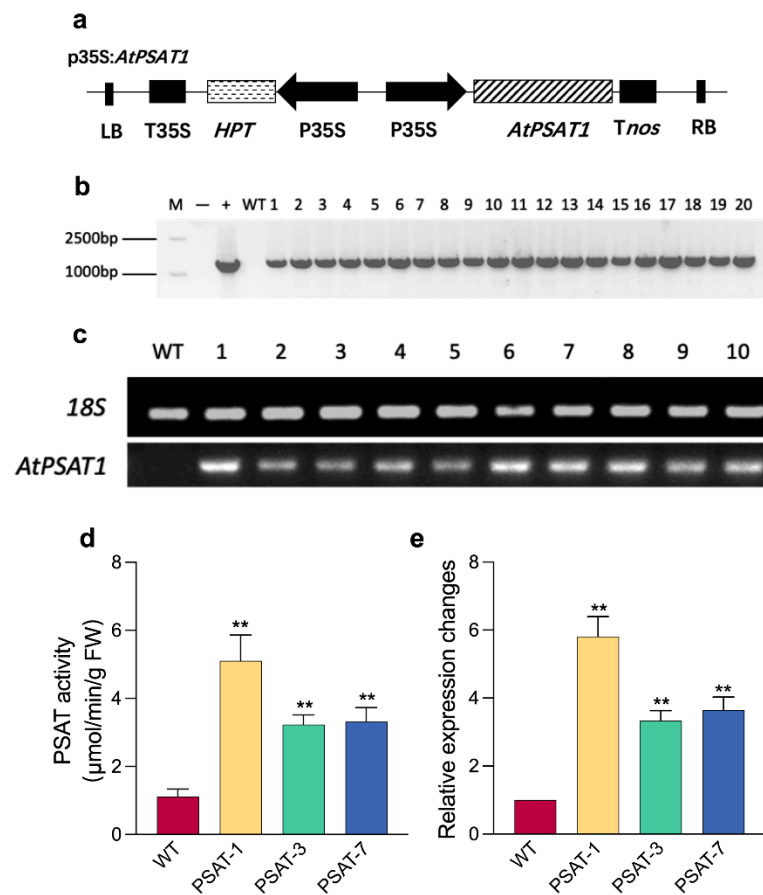 a
p35S:AtPSAT1
LB T35S HPT P35S P35S AtPSAT1 Tnos RB
b
M — + WT 1 2 3 4 5 6 7 8 9 10 11 12 13 14 15 16 17 18 19 20
2500bp
1000bp
c
WT 1 2 3 4 5 6 7 8 9 10
18S
AtPSAT1
d
PSAT activity
(μmol/min/g FW)
8
6
4
2
0
**
**
**
WT PSAT-1 PSAT-3 PSAT-7
e
Relative expression changes
8
6
4
2
0
**
**
**
WT PSAT-1 PSAT-3 PSAT-7